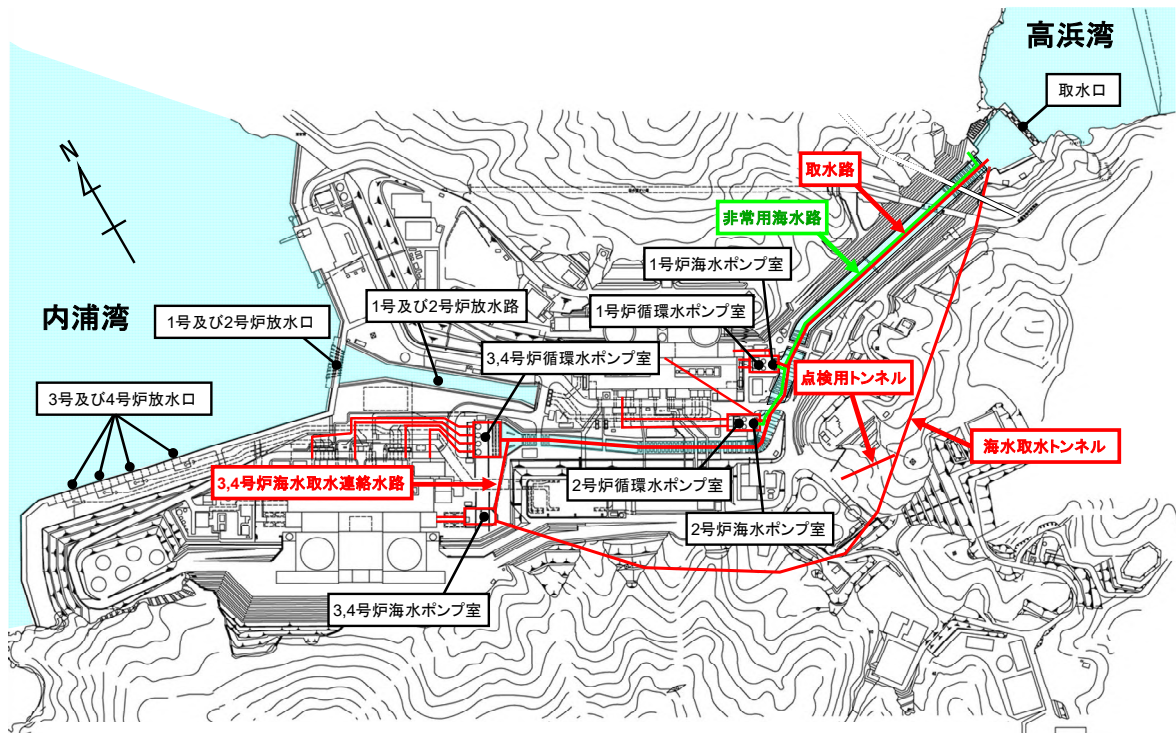 高浜湾
取水口
N
取水路
非常用海水路
1号炉海水ポンプ室
1号炉循環水ポンプ室
1号及び2号炉放水路
内浦湾
1号及び2号炉放水口
3,4号炉循環水ポンプ室
点検用トンネル
3号及び4号炉放水口
海水取水トンネル
3,4号炉海水取水連絡水路
2号炉循環水ポンプ室
2号炉海水ポンプ室
3,4号炉海水ポンプ室